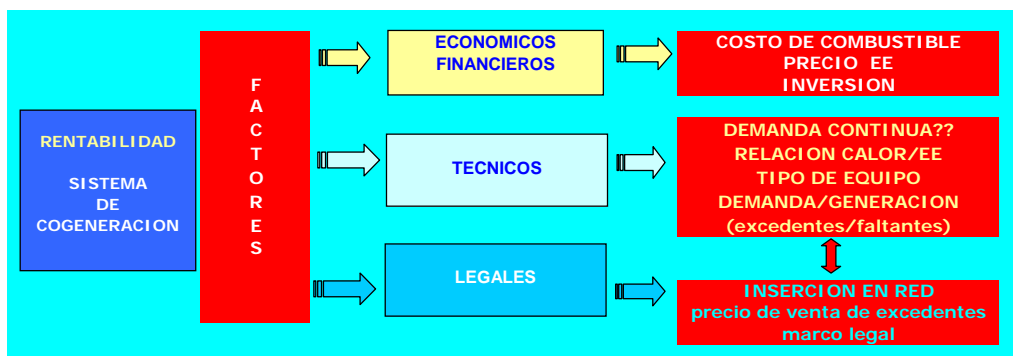 RENTABILIDAD
SISTEMA
DE
COGENERACION
F
A
C
T
O
R
E
S
ECONOMICOS
FINANCIEROS
COSTO DE COMBUSTIBLE
PRECIO EE
INVERSION
TECNICOS
DEMANDA CONTINUA??
RELACION CALOR/EE
TIPO DE EQUIPO
DEMANDA/GENERACION
(excedentes/faltantes)
LEGALES
INSERCION EN RED
precio de venta de excedentes
marco legal